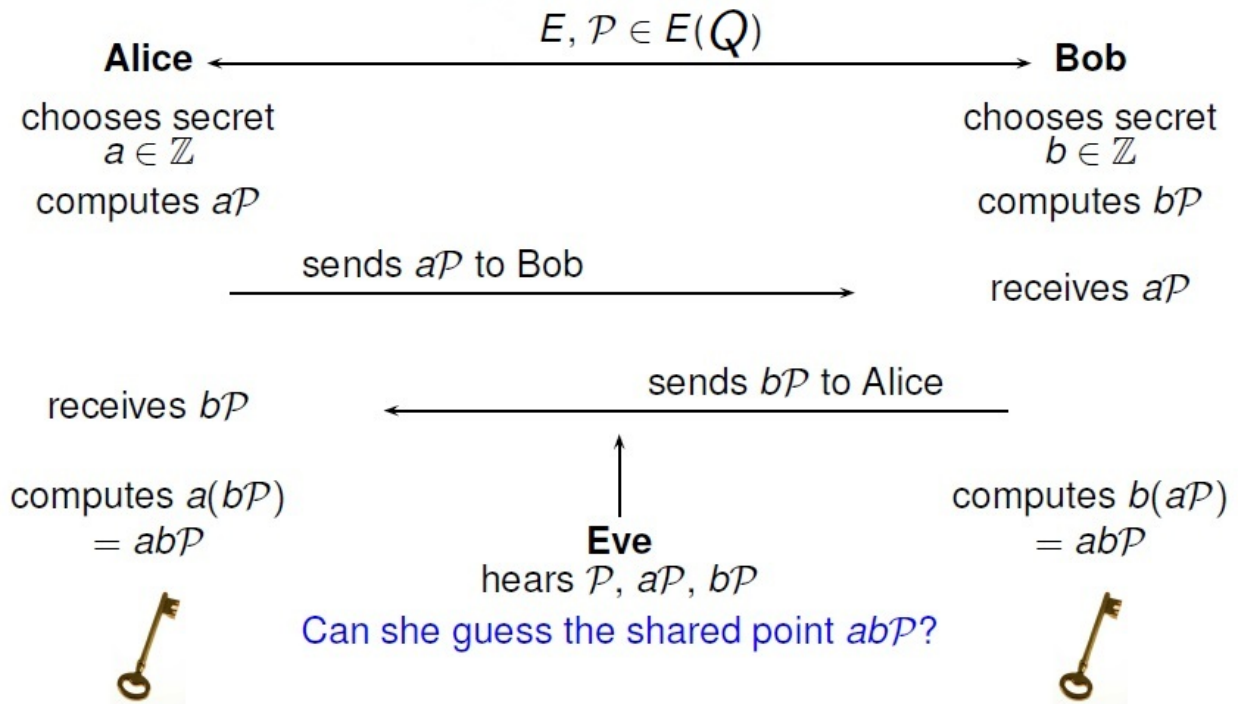 E, 𝒫 ∈ E(Q)
Alice
Bob
chooses secret
a ∈ ℤ
computes a𝒫
chooses secret
b ∈ ℤ
computes b𝒫
sends a𝒫 to Bob
receives a𝒫
sends b𝒫 to Alice
receives b𝒫
computes a(b𝒫)
= ab𝒫
computes b(a𝒫)
= ab𝒫
Eve
hears 𝒫, a𝒫, b𝒫
Can she guess the shared point ab𝒫?